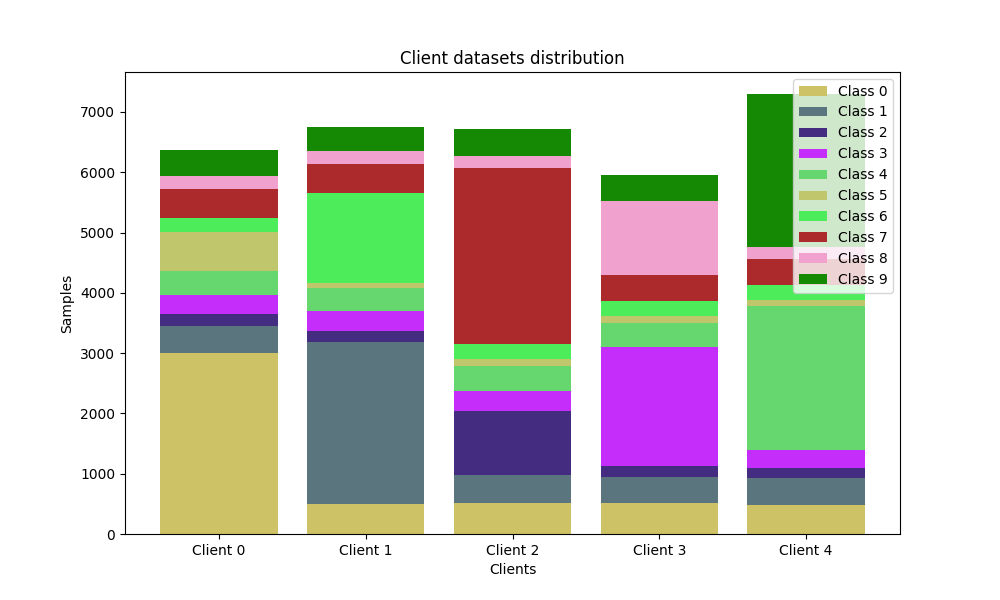 Client datasets distribution
Samples
7000
6000
5000
4000
3000
2000
1000
0
Class 0
Class 1
Class 2
Class 3
Class 4
Class 5
Class 6
Class 7
Class 8
Class 9
Client 0
Client 1
Client 2
Client 3
Client 4
Clients